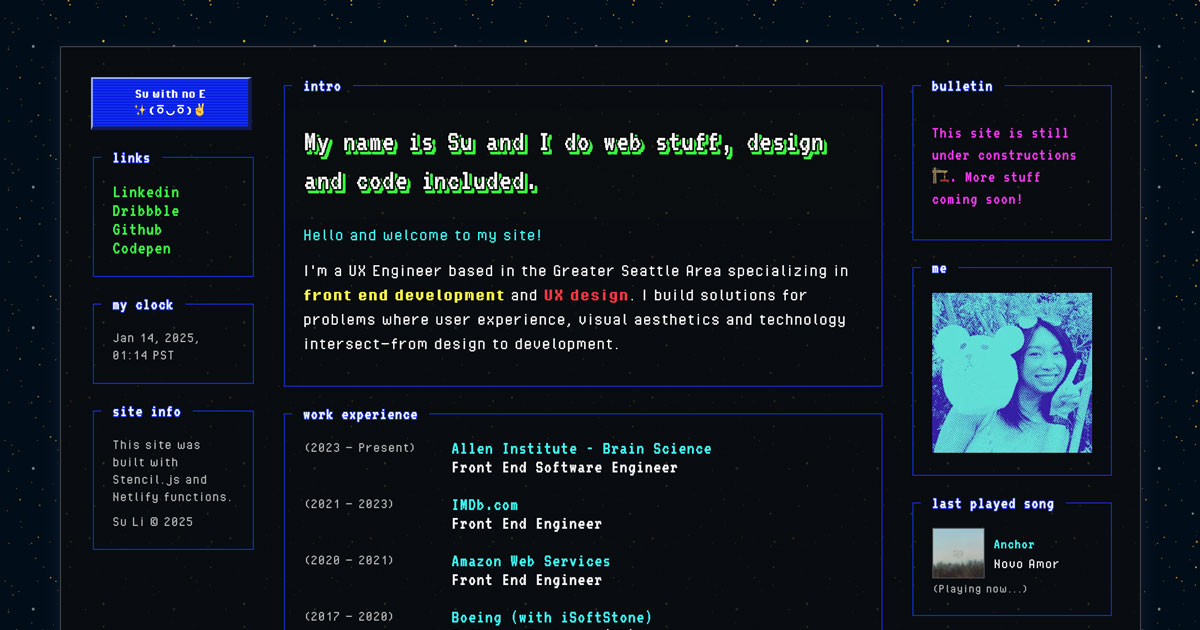 Su with no E
✨(ō◡ō)✌
links
Linkedin
Dribbble
Github
Codepen
my clock
Jan 14, 2025,
01:14 PST
site info
This site was
built with
Stencil.js and
Netlify functions.
Su Li © 2025
intro
My name is Su and I do web stuff, design
and code included.
Hello and welcome to my site!
I'm a UX Engineer based in the Greater Seattle Area specializing in
front end development and UX design. I build solutions for
problems where user experience, visual aesthetics and technology
intersect—from design to development.
work experience
(2023 – Present)
Allen Institute - Brain Science
Front End Software Engineer
(2021 – 2023)
IMDb.com
Front End Engineer
(2020 – 2021)
Amazon Web Services
Front End Engineer
(2017 – 2020)
Boeing (with iSoftStone)
bulletin
This site is still
under constructions
🏗️. More stuff
coming soon!
me
last played song
Anchor
Novo Amor
(Playing now...)